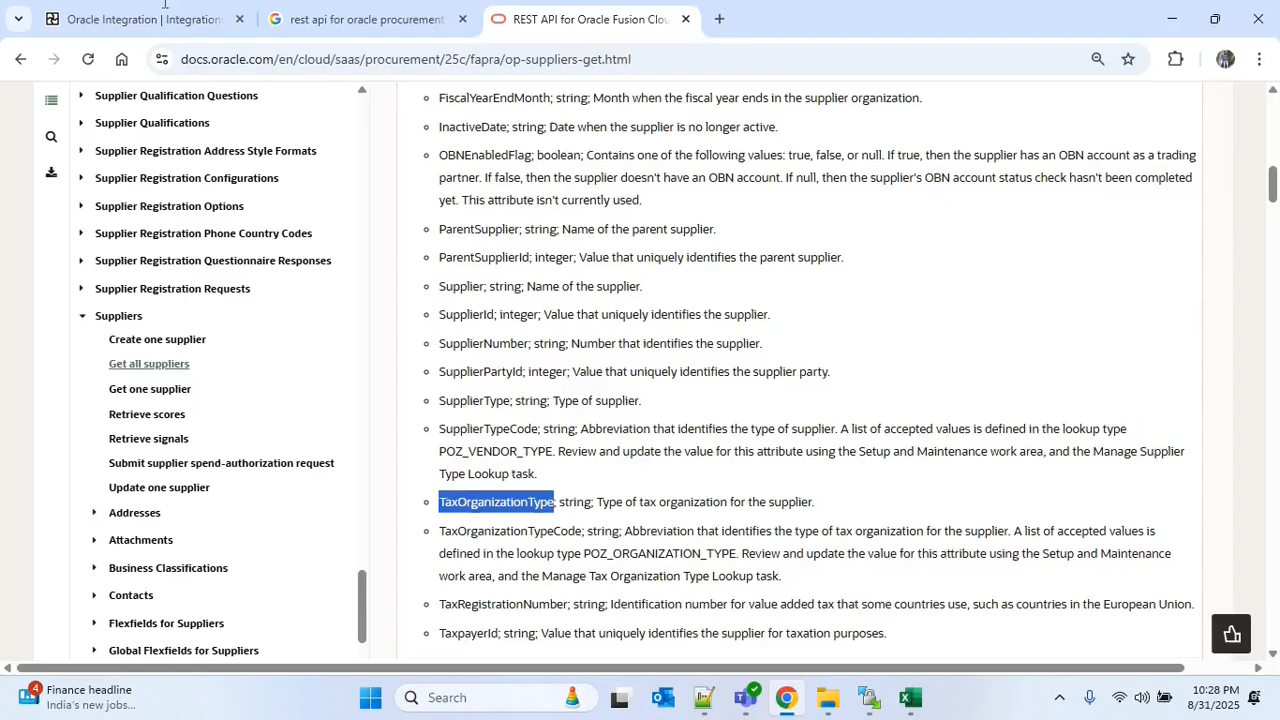 Oracle Integration | Integration
rest api for oracle procurement
REST API for Oracle Fusion Clou
docs.oracle.com/en/cloud/saas/procurement/25c/fapra/op-suppliers-get.html
Supplier Qualification Questions
Supplier Qualifications
Supplier Registration Address Style Formats
Supplier Registration Configurations
Supplier Registration Options
Supplier Registration Phone Country Codes
Supplier Registration Questionnaire Responses
Supplier Registration Requests
Suppliers
Create one supplier
Get all suppliers
Get one supplier
Retrieve scores
Retrieve signals
Submit supplier spend-authorization request
Update one supplier
Addresses
Attachments
Business Classifications
Contacts
Flexfields for Suppliers
Global Flexfields for Suppliers
FiscalYearEndMonth; string; Month when the fiscal year ends in the supplier organization.
InactiveDate; string; Date when the supplier is no longer active.
OBNEnabledFlag; boolean; Contains one of the following values: true, false, or null. If true, then the supplier has an OBN account as a trading
partner. If false, then the supplier doesn't have an OBN account. If null, then the supplier's OBN account status check hasn't been completed
yet. This attribute isn't currently used.
ParentSupplier; string; Name of the parent supplier.
ParentSupplierId; integer; Value that uniquely identifies the parent supplier.
Supplier; string; Name of the supplier.
SupplierId; integer; Value that uniquely identifies the supplier.
SupplierNumber; string; Number that identifies the supplier.
SupplierPartyId; integer; Value that uniquely identifies the supplier party.
SupplierType; string; Type of supplier.
SupplierTypeCode; string; Abbreviation that identifies the type of supplier. A list of accepted values is defined in the lookup type
POZ_VENDOR_TYPE. Review and update the value for this attribute using the Setup and Maintenance work area, and the Manage Supplier
Type Lookup task.
TaxOrganizationType; string; Type of tax organization for the supplier.
TaxOrganizationTypeCode; string; Abbreviation that identifies the type of tax organization for the supplier. A list of accepted values is
defined in the lookup type POZ_ORGANIZATION_TYPE. Review and update the value for this attribute using the Setup and Maintenance
work area, and the Manage Tax Organization Type Lookup task.
TaxRegistrationNumber; string; Identification number for value added tax that some countries use, such as countries in the European Union.
TaxpayerId; string; Value that uniquely identifies the supplier for taxation purposes.
4
Finance headline
India's new jobs...
Search
10:28 PM
8/31/2025